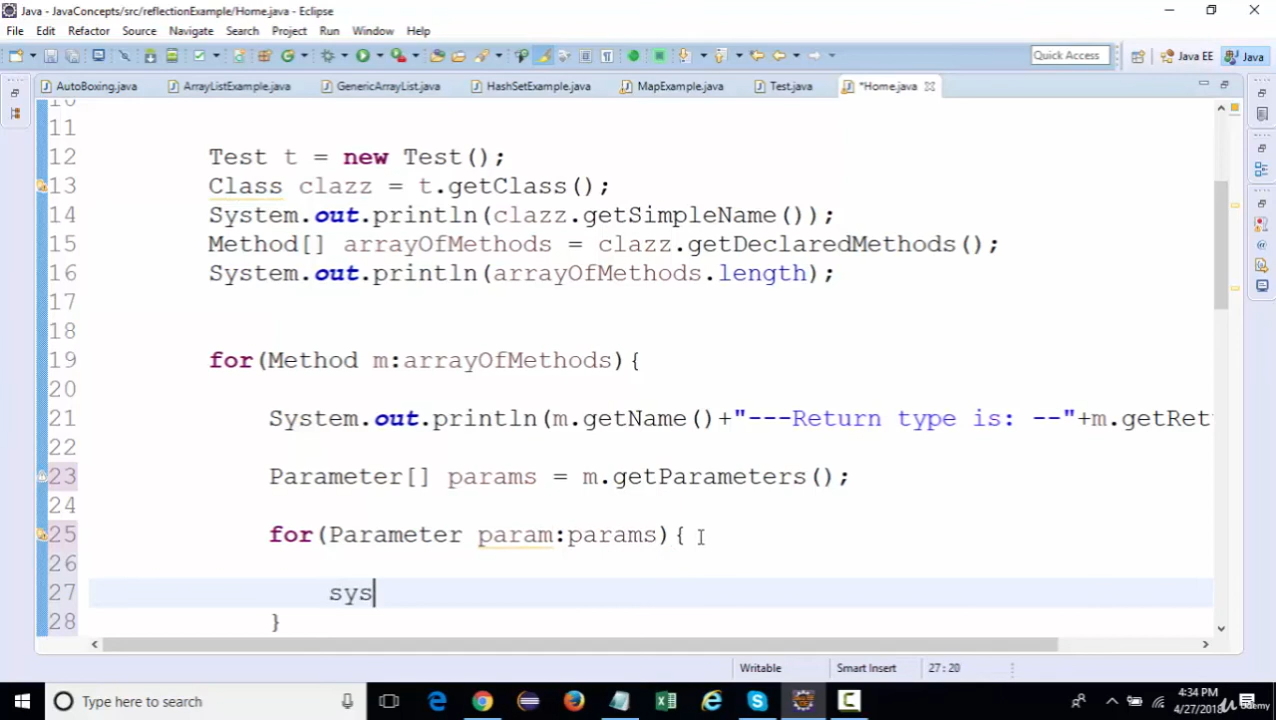 Java - JavaConcepts/src/reflectionExample/Home.java - Eclipse
File Edit Refactor Source Navigate Search Project Run Window Help
Quick Access Java EE Java
AutoBoxing.java ArrayListExample.java GenericArrayList.java HashSetExample.java MapExample.java Test.java *Home.java
10
11
12 Test t = new Test();
13 Class clazz = t.getClass();
14 System.out.println(clazz.getSimpleName());
15 Method[] arrayOfMethods = clazz.getDeclaredMethods();
16 System.out.println(arrayOfMethods.length);
17
18
19 for(Method m:arrayOfMethods){
20
21 System.out.println(m.getName()+"---Return type is: --"+m.getRet
22
23 Parameter[] params = m.getParameters();
24
25 for(Parameter param:params){
26
27 sys
28 }
Writable Smart Insert 27 : 20
Type here to search
4:34 PM
4/27/2018
Udemy